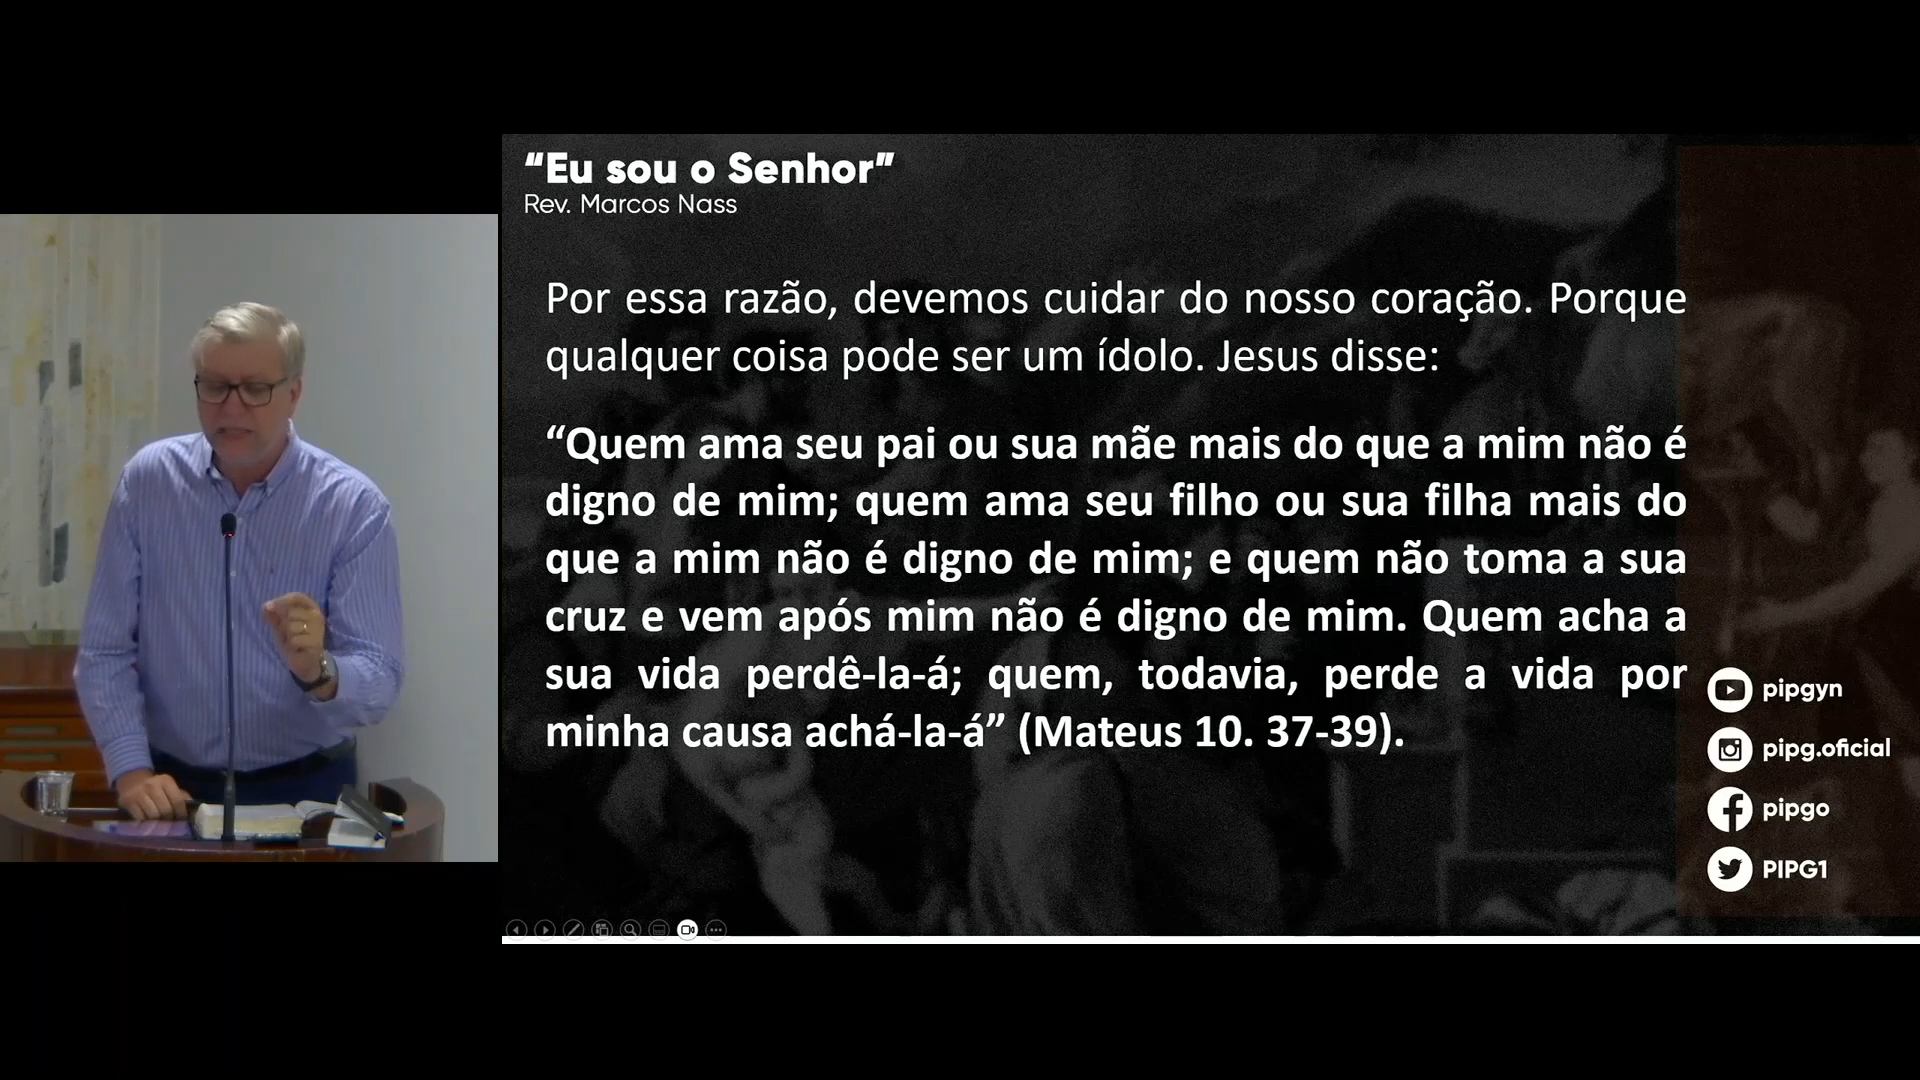 “Eu sou o Senhor”
Rev. Marcos Nass
Por essa razão, devemos cuidar do nosso coração. Porque
qualquer coisa pode ser um ídolo. Jesus disse:
“Quem ama seu pai ou sua mãe mais do que a mim não é
digno de mim; quem ama seu filho ou sua filha mais do
que a mim não é digno de mim; e quem não toma a sua
cruz e vem após mim não é digno de mim. Quem acha a
sua vida perdê-la-á; quem, todavia, perde a vida por
minha causa achá-la-á” (Mateus 10. 37-39).
pipgyn
pipg.oficial
pipgo
PIPG1